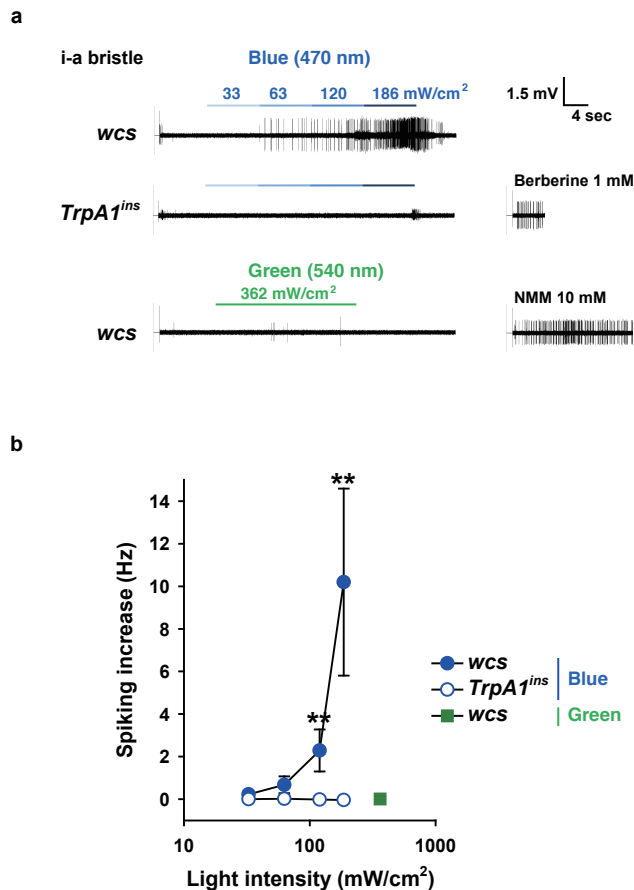 a
i-a bristle
Blue (470 nm)
33 63 120 186 mW/cm²
1.5 mV
4 sec
wcs
TrpA1ⁱⁿˢ
Berberine 1 mM
Green (540 nm)
362 mW/cm²
NMM 10 mM
wcs
b
**
**
14
12
10
8
6
4
2
0
Spiking increase (Hz)
10 100 1000
Light intensity (mW/cm²)
wcs
TrpA1ⁱⁿˢ
Blue
wcs
Green